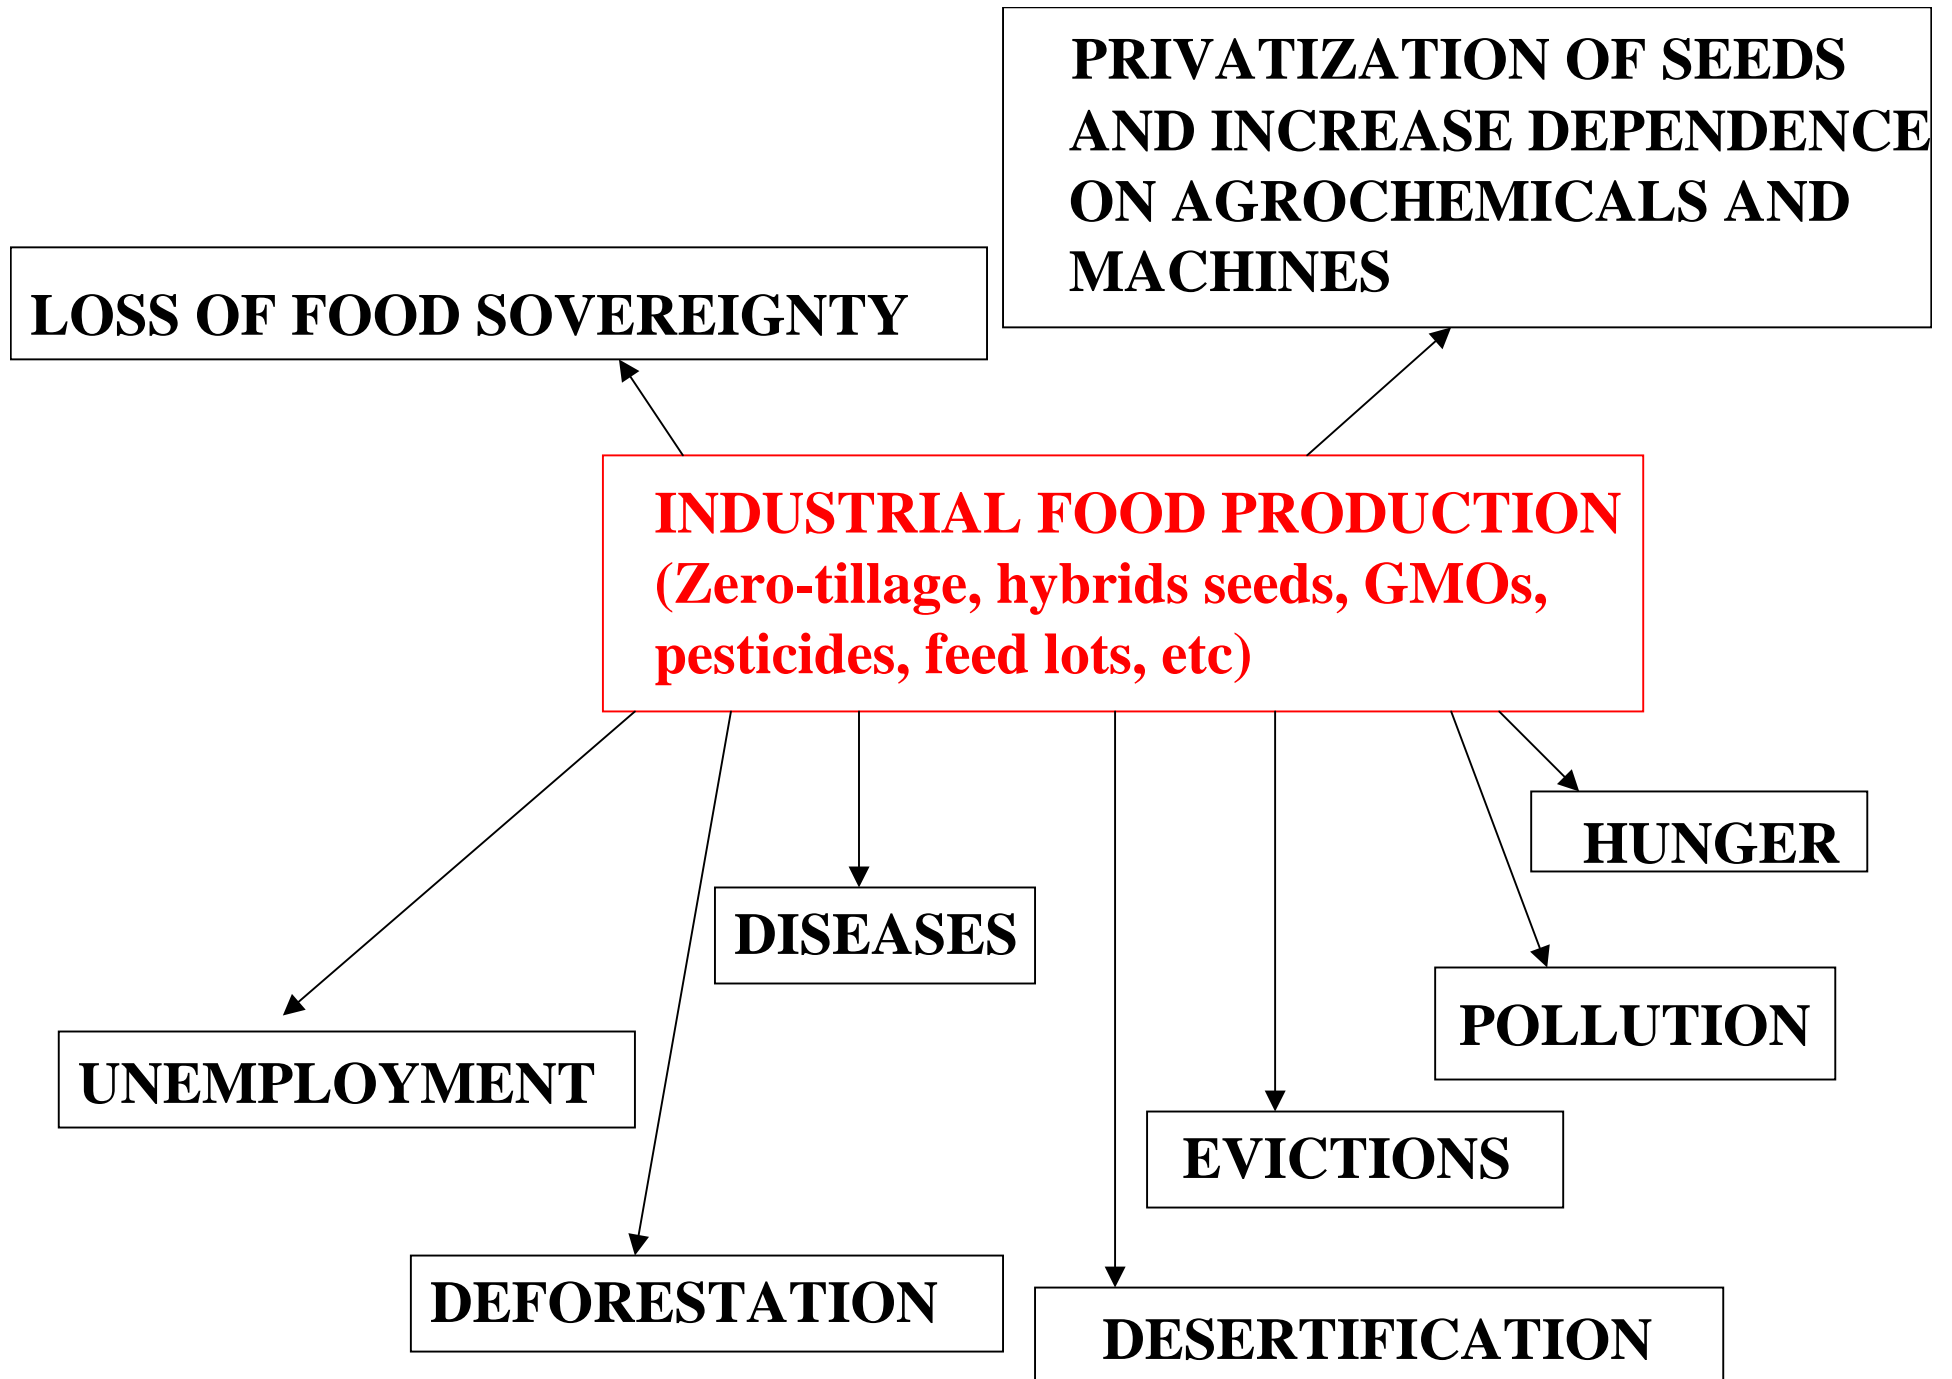 PRIVATIZATION OF SEEDS
AND INCREASE DEPENDENCE
ON AGROCHEMICALS AND
MACHINES
LOSS OF FOOD SOVEREIGNTY
INDUSTRIAL FOOD PRODUCTION
(Zero-tillage, hybrids seeds, GMOs,
pesticides, feed lots, etc)
HUNGER
DISEASES
POLLUTION
UNEMPLOYMENT
EVICTIONS
DEFORESTATION
DESERTIFICATION